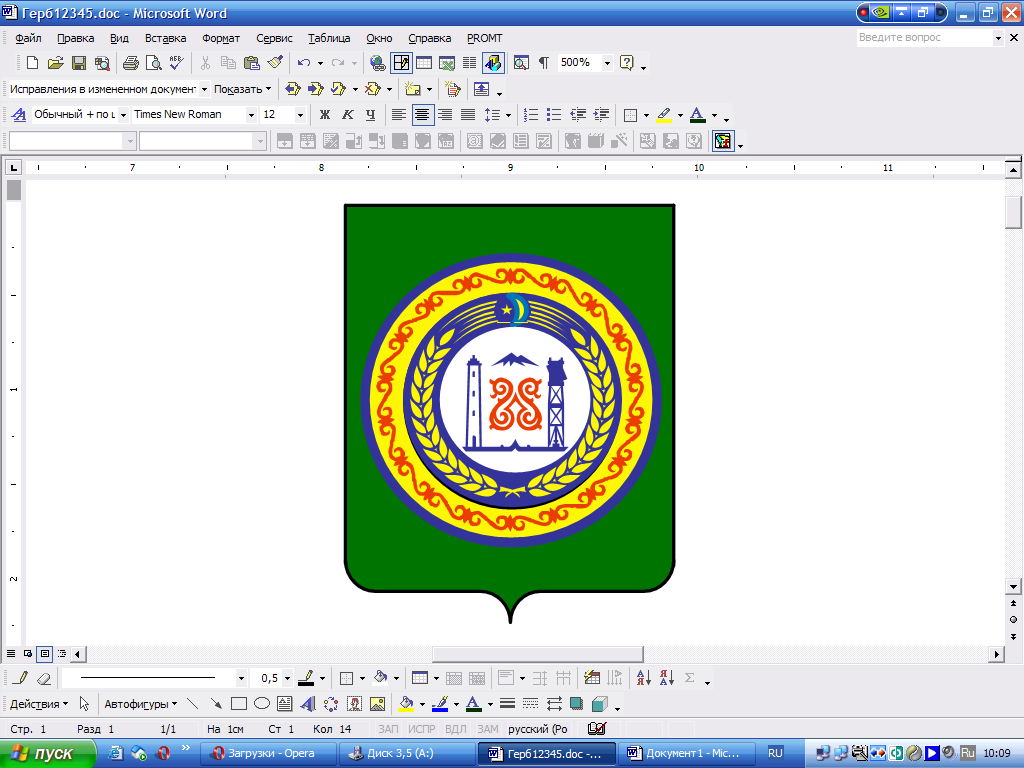 Герб12345.doc - Microsoft Word
Файл Правка Вид Вставка Формат Сервис Таблица Окно Справка PROMT Введите вопрос
500%
Исправления в измененном документ Показать
Обычный + по ц Times New Roman 12 Ж К Ч
7 8 9 10 11
1
2
0,5
Действия Автофигуры
Стр. 1 Разд 1 1/1 На 1см Ст 1 Кол 14 ЗАП ИСПР ВДЛ ЗАМ русский (Ро
пуск Загрузки - Opera Диск 3,5 (A:) Герб12345.doc -... Документ1 - Mic... RU Ru 10:09